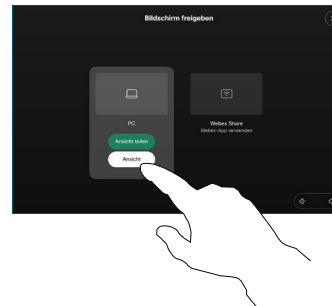 Bildschirm freigeben
PC
Ansicht teilen
Ansicht
Webex Share
Webex-App verwenden